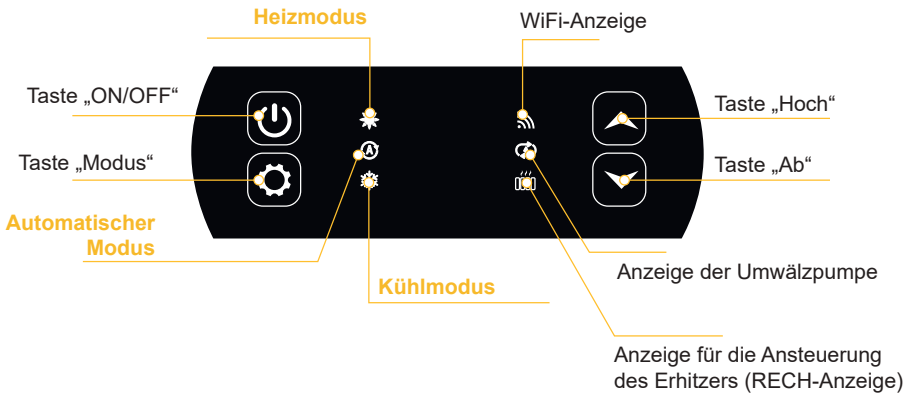 Heizmodus
WiFi-Anzeige
Taste „ON/OFF“
Taste „Hoch“
Taste „Modus“
A
Taste „Ab“
Automatischer
Modus
Kühlmodus
Anzeige der Umwälzpumpe
Anzeige für die Ansteuerung
des Erhitzers (RECH-Anzeige)